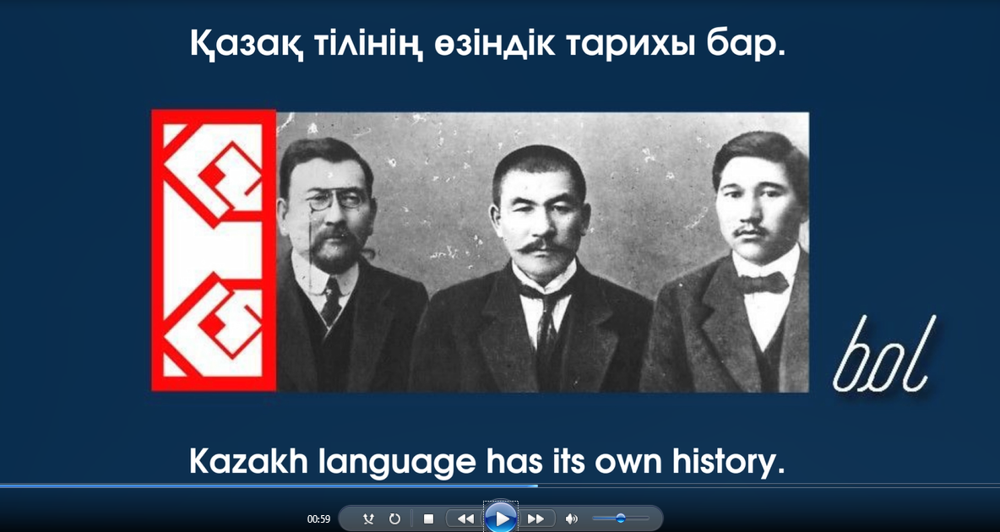 Қазақ тілінің өзіндік тарихы бар.
bol
Kazakh language has its own history.
00:59